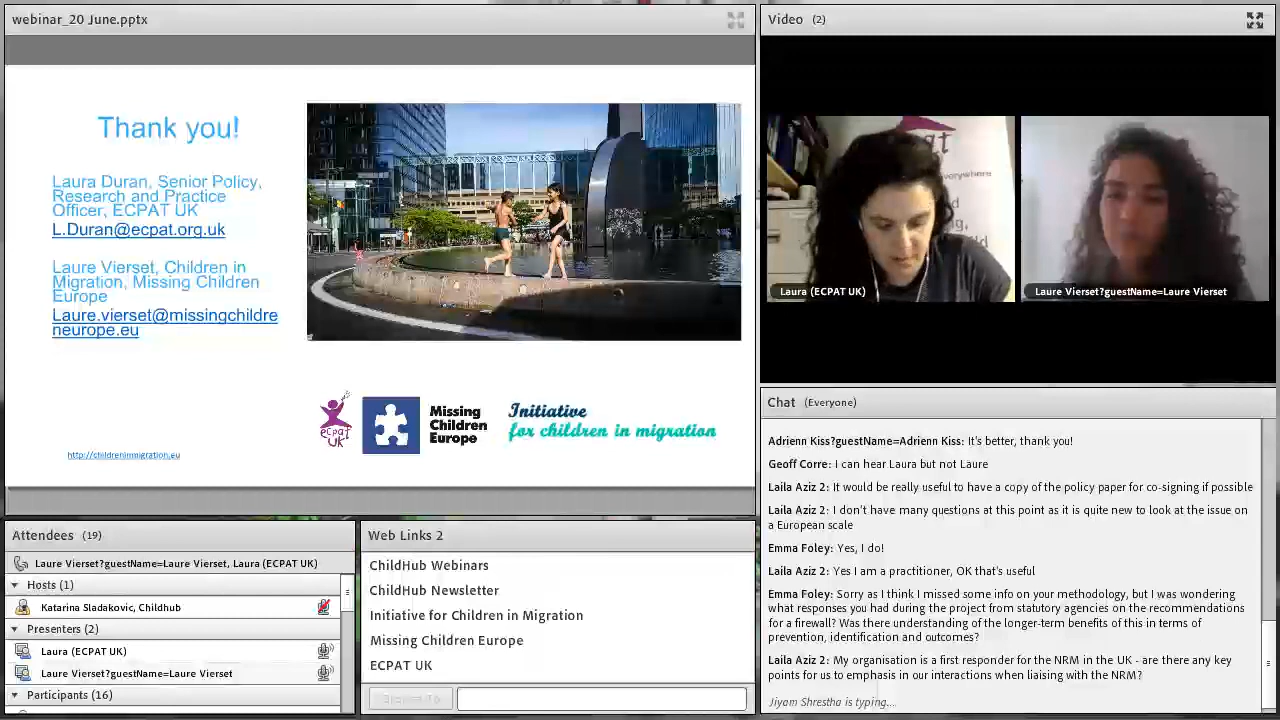 webinar_20 June.pptx
Thank you!
Laura Duran, Senior Policy,
Research and Practice
Officer, ECPAT UK
L.Duran@ecpat.org.uk
Laure Vierset, Children in
Migration, Missing Children
Europe
Laure.vierset@missingchildre
neurope.eu
ecpat
UK
Missing
Children
Europe
Initiative
for children in migration
http://childreninmigration.eu
Video (2)
pat
everywhere
Laura (ECPAT UK)
Laure Vierset?guestName=Laure Vierset
Chat (Everyone)
Adrienn Kiss?guestName=Adrienn Kiss: It's better, thank you!
Geoff Corre: I can hear Laura but not Laure
Laila Aziz 2: It would be really useful to have a copy of the policy paper for co-signing if possible
Laila Aziz 2: I don't have many questions at this point as it is quite new to look at the issue on
a European scale
Emma Foley: Yes, I do!
Laila Aziz 2: Yes I am a practitioner, OK that's useful
Emma Foley: Sorry as I think I missed some info on your methodology, but I was wondering
what responses you had during the project from statutory agencies on the recommendations
for a firewall? Was there understanding of the longer-term benefits of this in terms of
prevention, identification and outcomes?
Laila Aziz 2: My organisation is a first responder for the NRM in the UK - are there any key
points for us to emphasis in our interactions when liaising with the NRM?
Jiyam Shrestha is typing...
Attendees (19)
Laure Vierset?guestName=Laure Vierset, Laura (ECPAT UK)
Hosts (1)
Katarina Sladakovic, Childhub
Presenters (2)
Laura (ECPAT UK)
Laure Vierset?guestName=Laure Vierset
Participants (16)
Web Links 2
ChildHub Webinars
ChildHub Newsletter
Initiative for Children in Migration
Missing Children Europe
ECPAT UK
Browse To